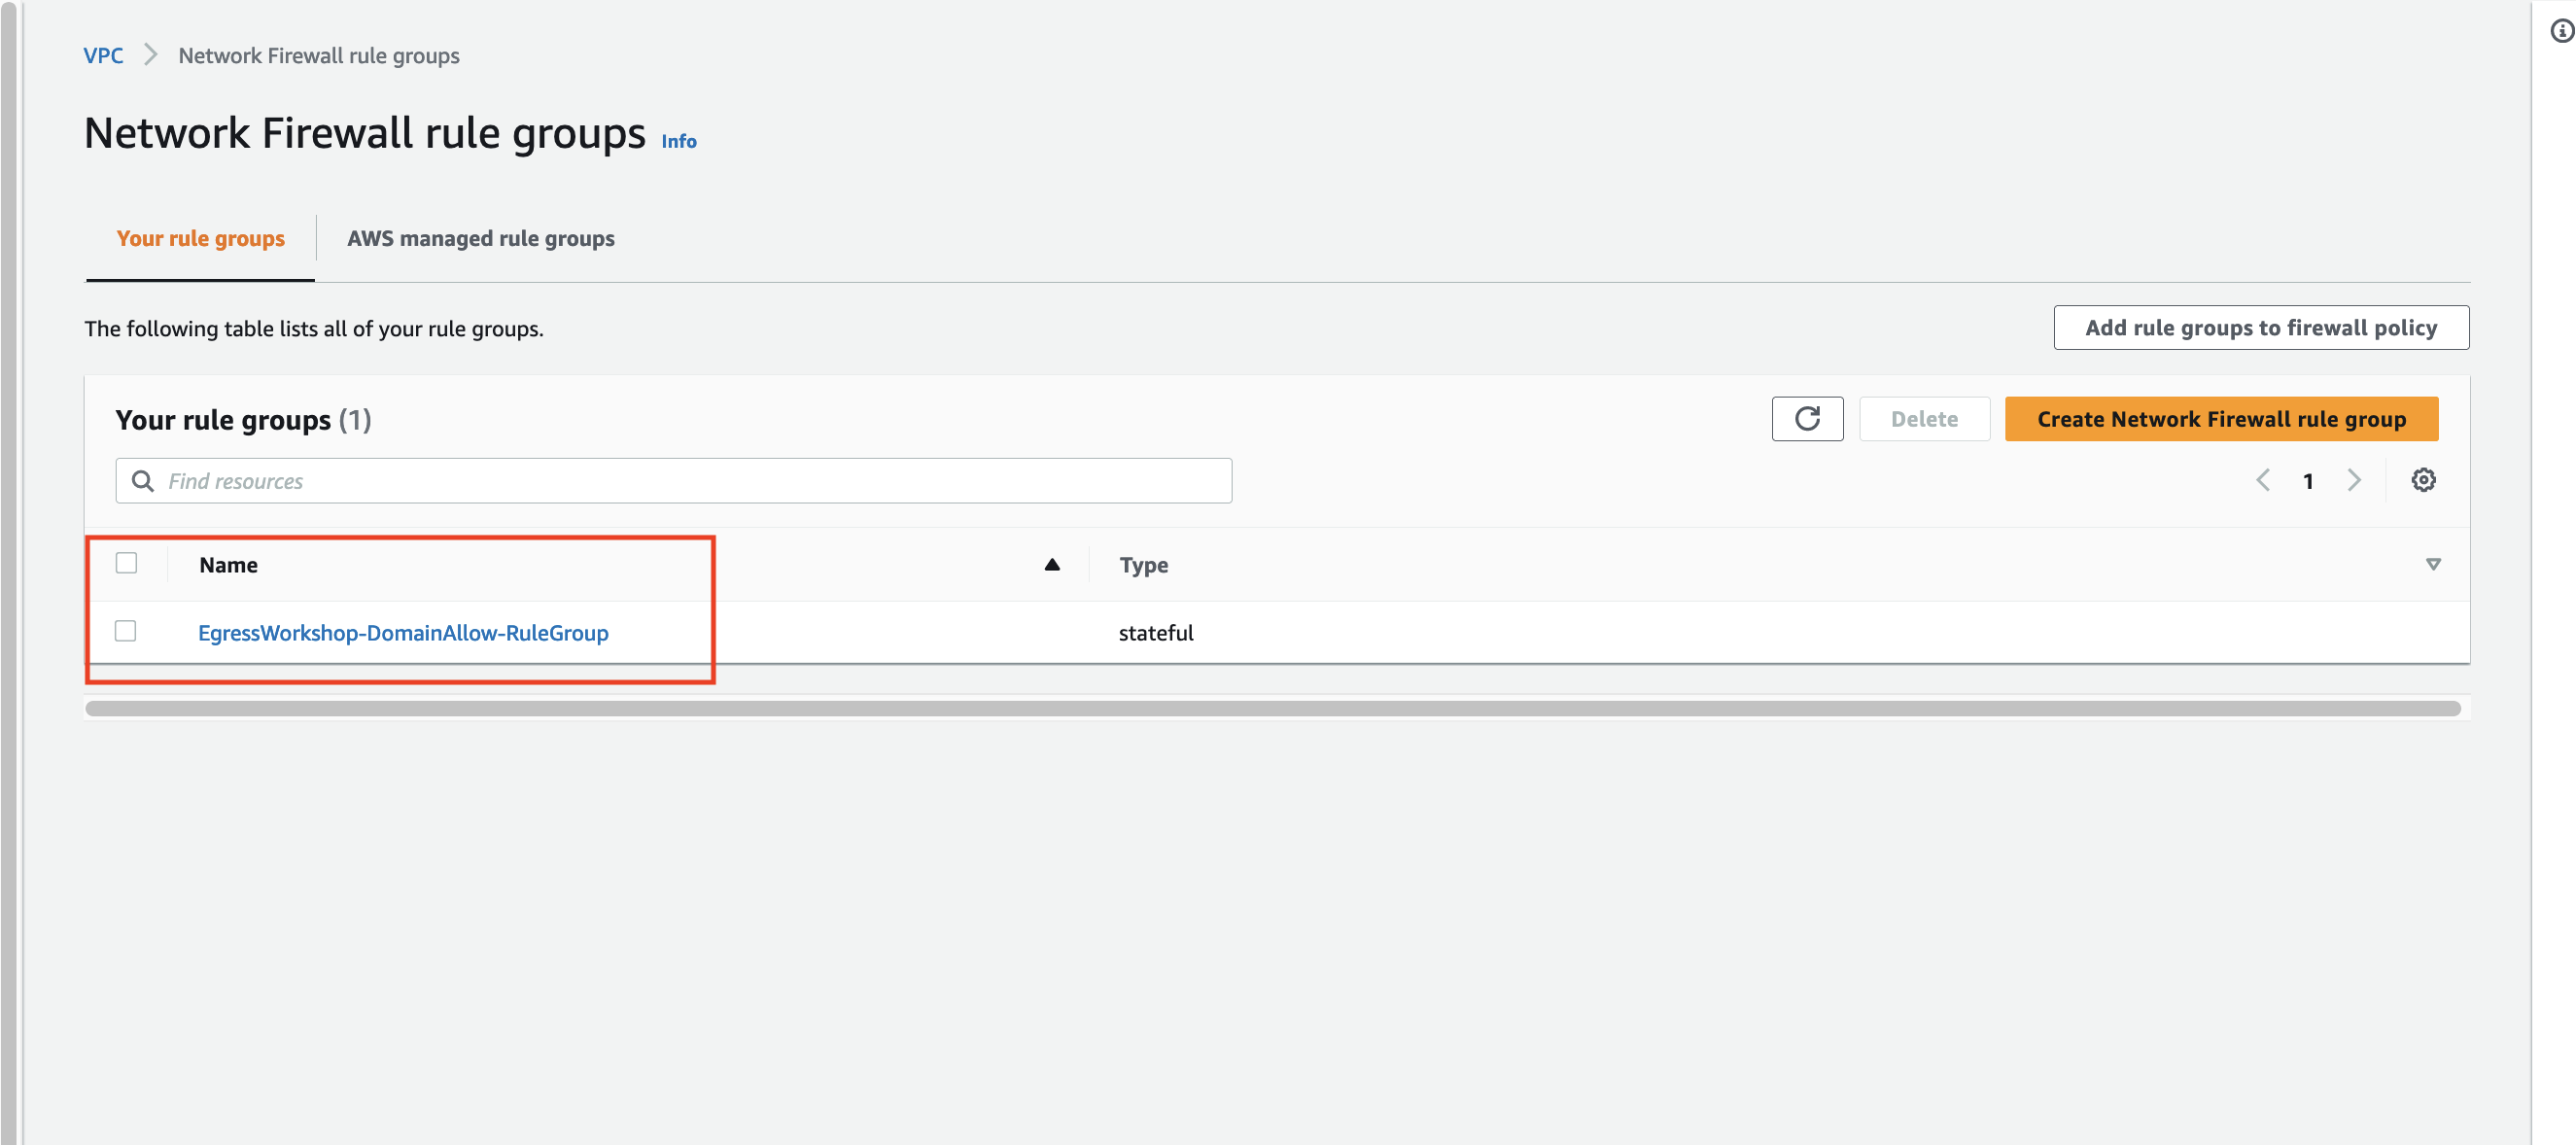 VPC > Network Firewall rule groups
Network Firewall rule groups Info
Your rule groups AWS managed rule groups
The following table lists all of your rule groups. Add rule groups to firewall policy
Your rule groups (1) Delete Create Network Firewall rule group
Find resources 1
Name Type
EgressWorkshop-DomainAllow-RuleGroup stateful